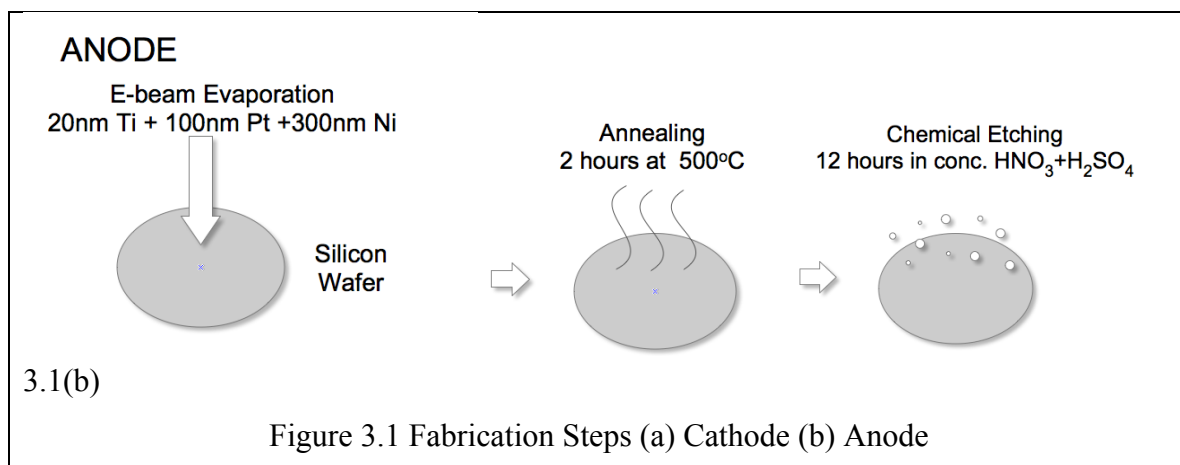 ANODE
E-beam Evaporation
20nm Ti + 100nm Pt +300nm Ni
Silicon
Wafer
Annealing
2 hours at 500°C
Chemical Etching
12 hours in conc. HNO₃+H₂SO₄
3.1(b)
Figure 3.1 Fabrication Steps (a) Cathode (b) Anode